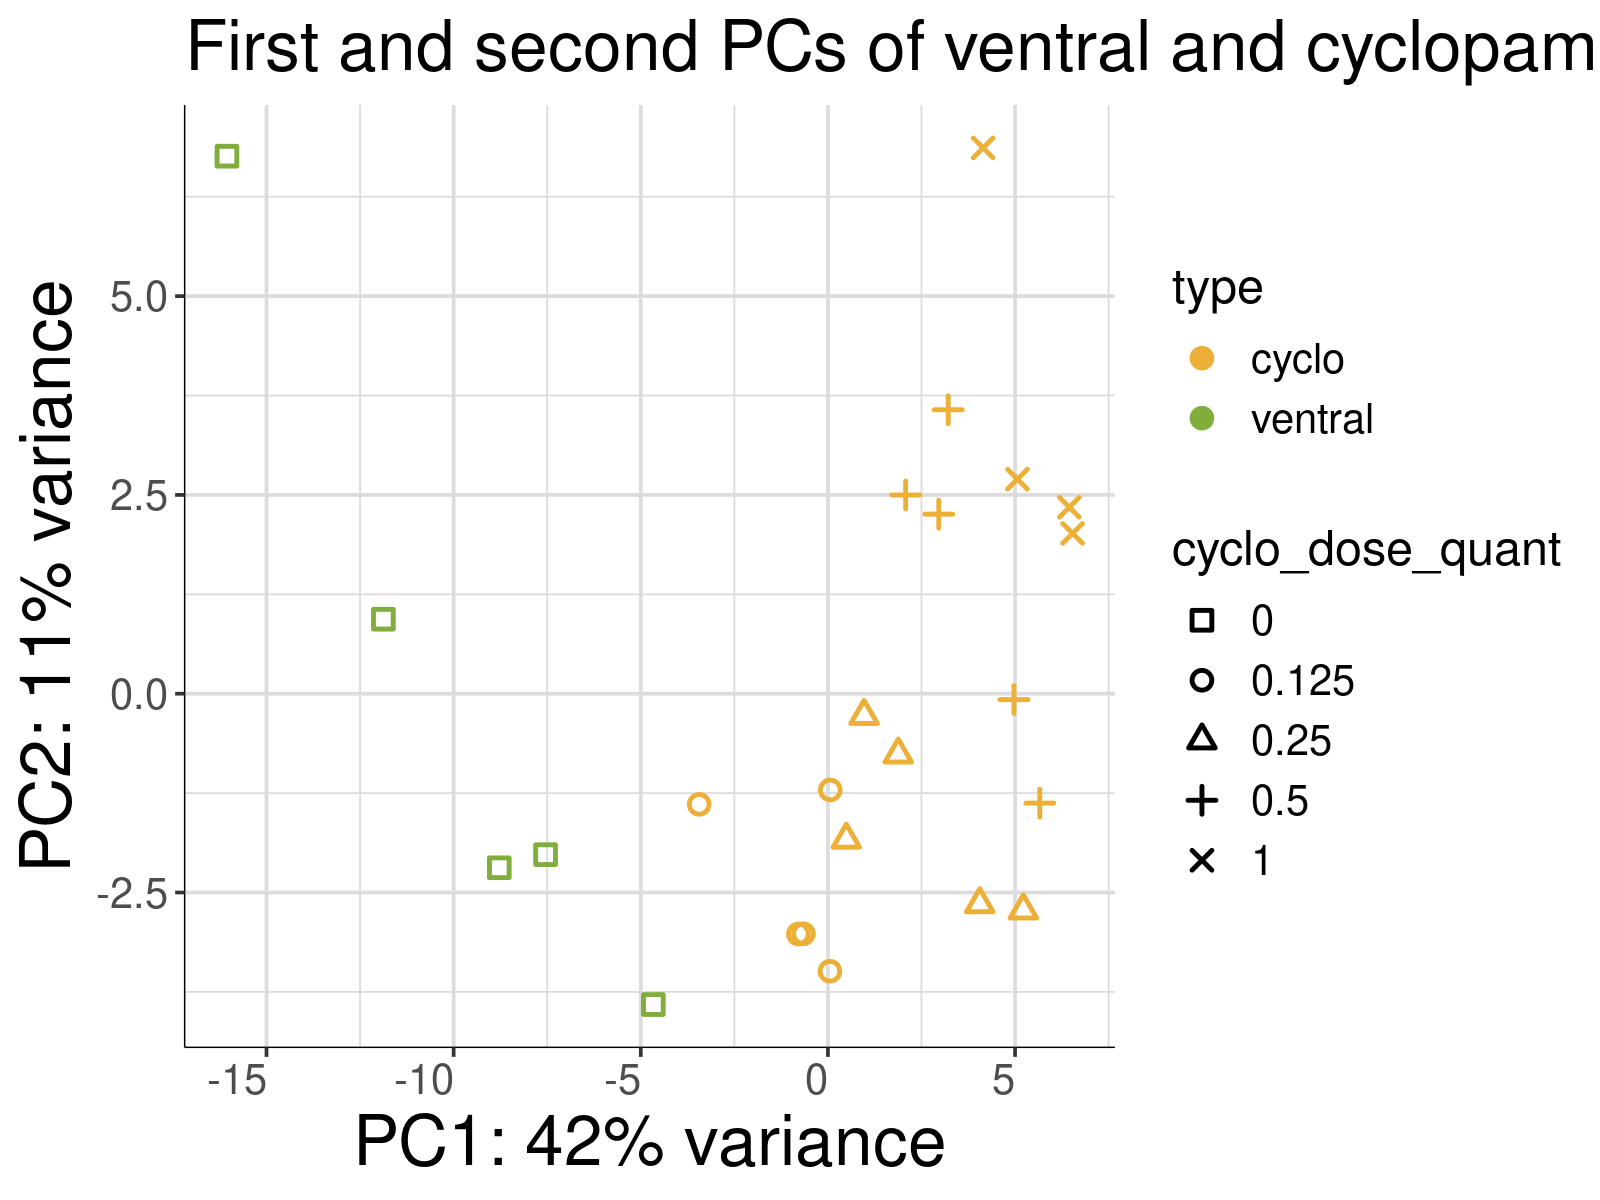 First and second PCs of ventral and cyclopam
PC2: 11% variance
5.0
2.5
0.0
-2.5
-15
-10
-5
0
5
PC1: 42% variance
type
cyclo
ventral
cyclo_dose_quant
0
0.125
0.25
0.5
1